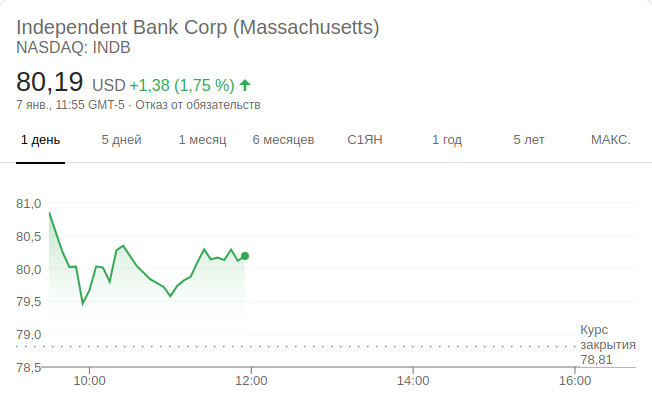 Independent Bank Corp (Massachusetts)
NASDAQ: INDB
80,19 USD +1,38 (1,75 %)
7 янв., 11:55 GMT-5 · Отказ от обязательств
1 день 5 дней 1 месяц 6 месяцев С1ЯН 1 год 5 лет МАКС.
81,0
80,5
80,0
79,5
79,0
78,5
Курс
закрытия
78,81
10:00 12:00 14:00 16:00